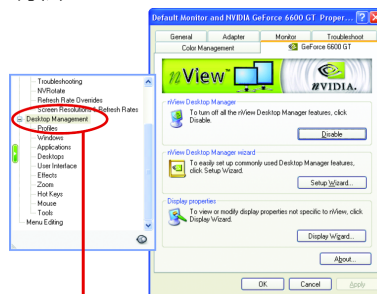 Default Monitor and NVIDIA GeForce 6600 GT Proper...
General
Adapter
Monitor
Troubleshoot
Color Management
GeForce 6600 GT
nView
NVIDIA.
nView Desktop Manager
To turn off all the nView Desktop Manager features, click
Disable.
Disable
nView Desktop Manager wizard
To easily set up commonly used Desktop Manager features,
click Setup Wizard.
Setup Wizard...
Display properties
To view or modify display properties not specific to nView, click
Display Wizard.
Display Wizard...
About...
OK
Cancel
Apply
Troubleshooting
NVRotate
Refresh Rate Overrides
Screen Resolutions & Refresh Rates
Desktop Management
Profiles
Windows
Applications
Desktops
User Interface
Effects
Zoom
Hot Keys
Mouse
Tools
Menu Editing